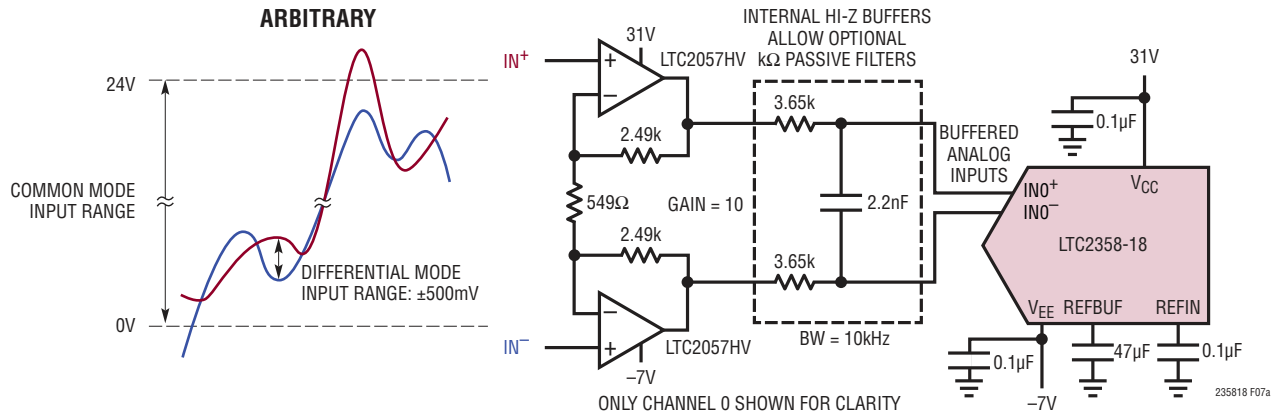 ARBITRARY
24V
COMMON MODE
INPUT RANGE
DIFFERENTIAL MODE
INPUT RANGE: ±500mV
0V
IN+
31V
LTC2057HV
+
–
2.49k
549Ω
GAIN = 10
2.49k
–
+
LTC2057HV
–7V
IN–
INTERNAL HI-Z BUFFERS
ALLOW OPTIONAL
kΩ PASSIVE FILTERS
3.65k
2.2nF
3.65k
BW = 10kHz
BUFFERED
ANALOG
INPUTS
31V
0.1µF
VCC
IN0+
IN0–
LTC2358-18
VEE
REFBUF
REFIN
0.1µF
47µF
0.1µF
–7V
ONLY CHANNEL 0 SHOWN FOR CLARITY
235818 F07a